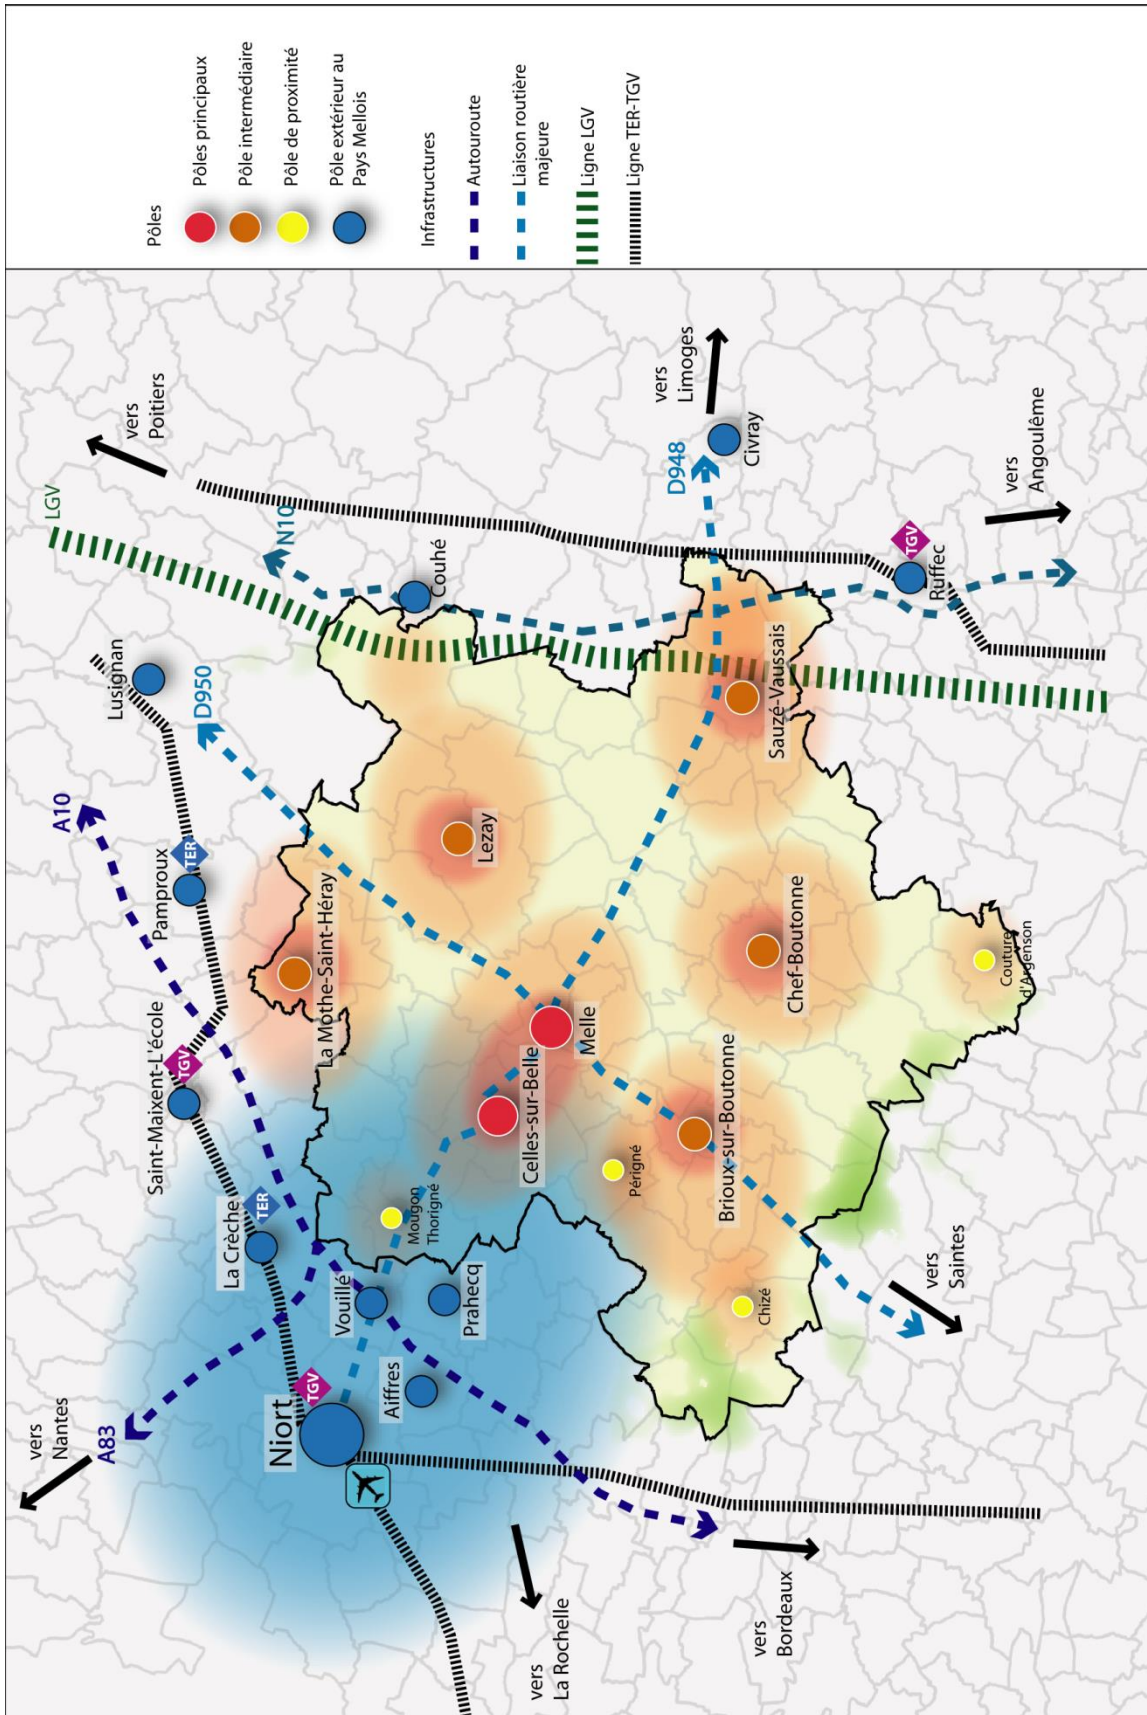 vers
Nantes
A83
Niort
TGV
La Crèche
TER
Saint-Maixent-L'école
TGV
Pamproux
TER
A10
Lusignan
D950
LGV
vers
Poitiers
N10
Couhé
Vouillé
Aiffres
Prahecq
Mougon
Thorigné
La Mothe-Saint-Héray
Lezay
Celles-sur-Belle
Melle
vers
La Rochelle
vers
Bordeaux
Périgné
Chizé
Brioux-sur-Boutonne
Chef-Boutonne
Sauzé-Vaussais
D948
vers
Limoges
Civray
vers
Saintes
Couture
d'Argenson
TGV
Ruffec
vers
Angoulême
Pôles
Pôles principaux
Pôle intermédiaire
Pôle de proximité
Pôle extérieur au
Pays Mellois
Infrastructures
Autouroute
Liaison routière
majeure
Ligne LGV
Ligne TER-TGV